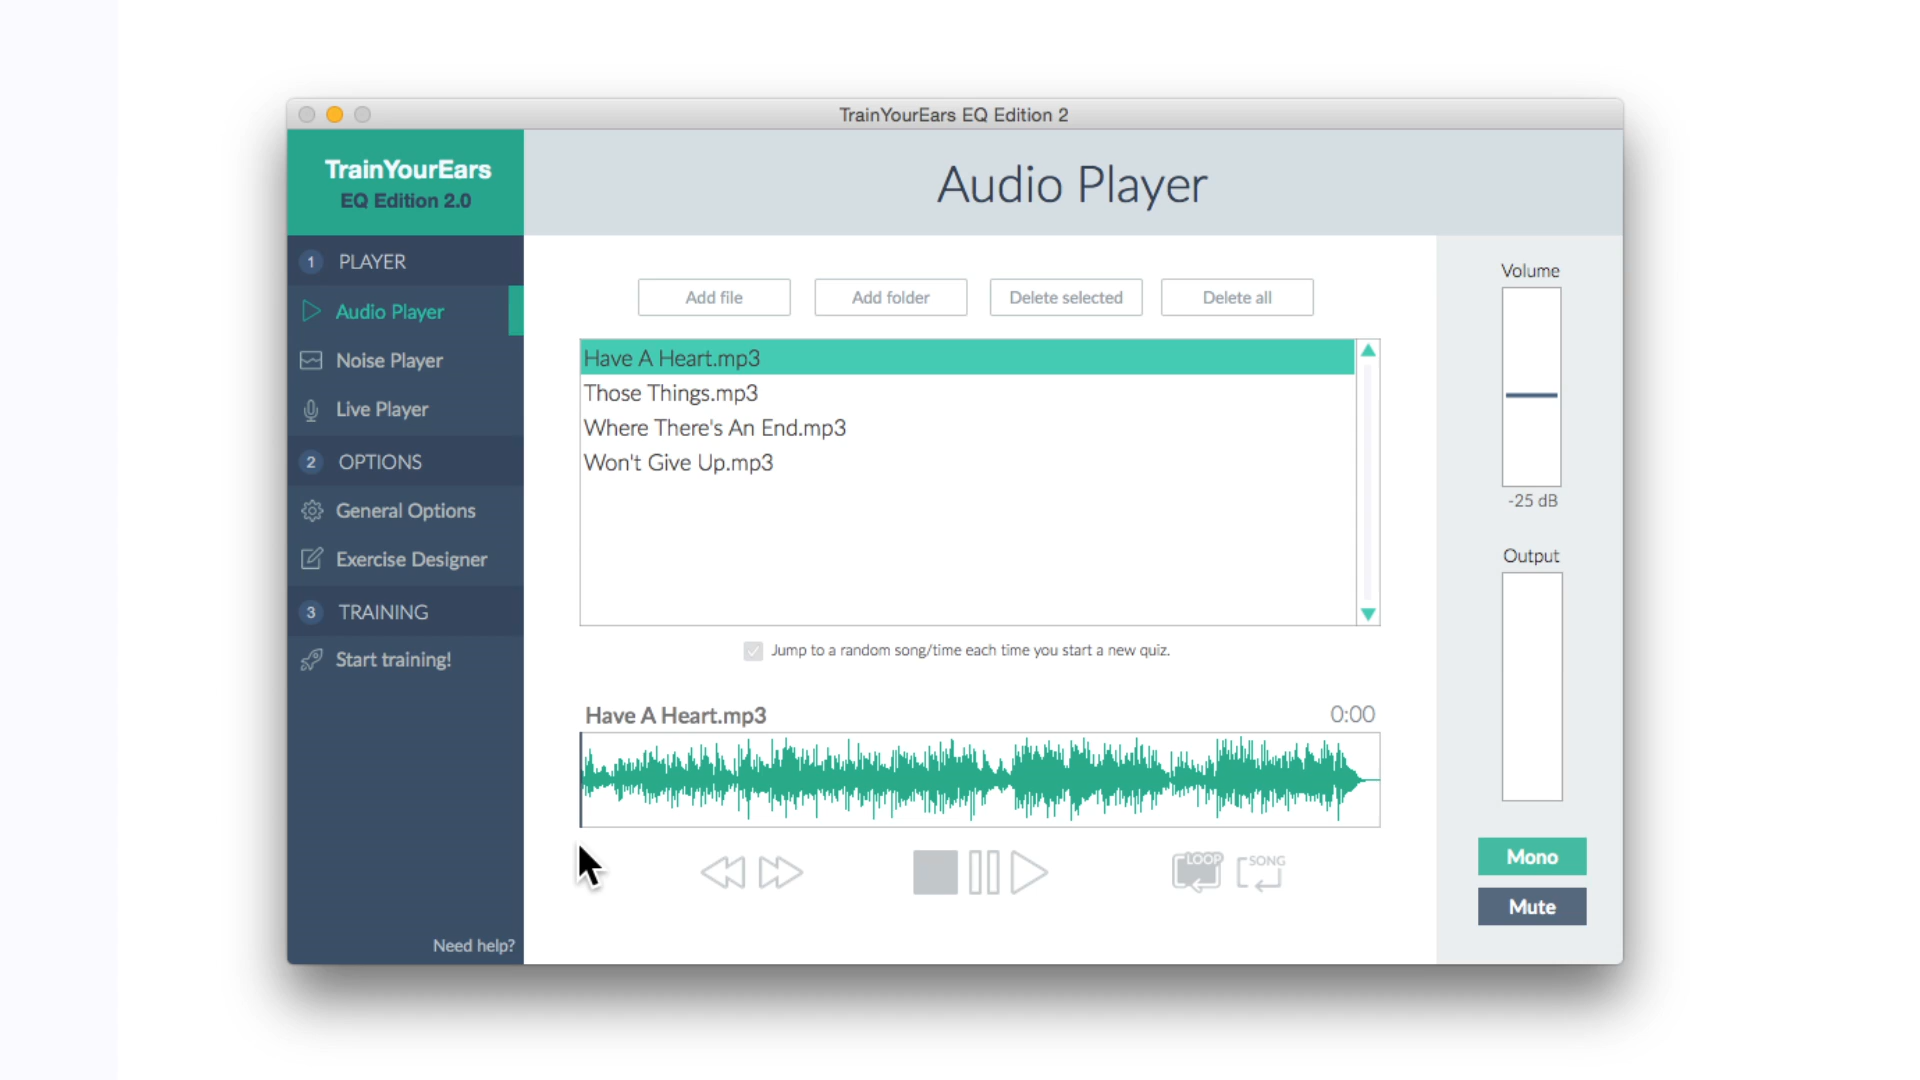 TrainYourEars EQ Edition 2
TrainYourEars
EQ Edition 2.0
Audio Player
1 PLAYER
Audio Player
Noise Player
Live Player
2 OPTIONS
General Options
Exercise Designer
3 TRAINING
Start training!
Need help?
Add file
Add folder
Delete selected
Delete all
Have A Heart.mp3
Those Things.mp3
Where There's An End.mp3
Won't Give Up.mp3
Jump to a random song/time each time you start a new quiz.
Have A Heart.mp3
0:00
LOOP
SONG
Volume
-25 dB
Output
Mono
Mute